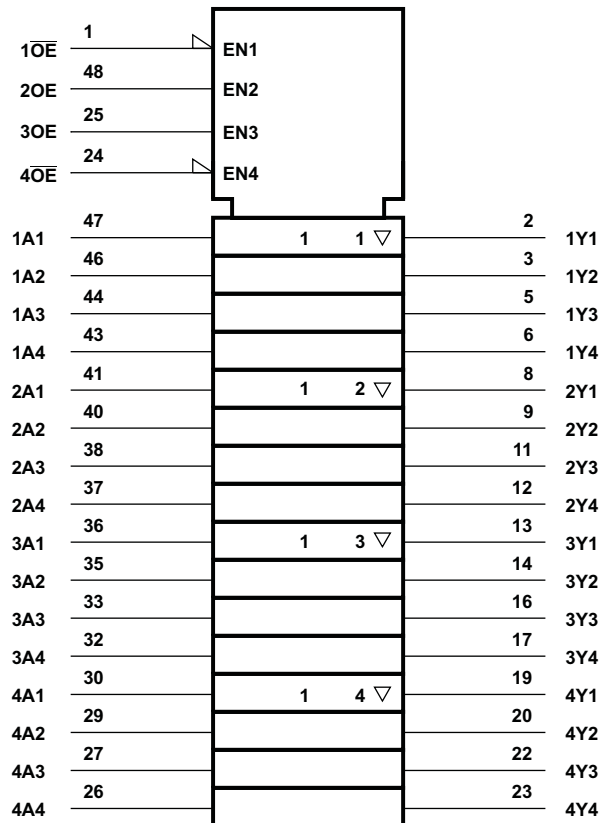 1OE 1 EN1
2OE 48 EN2
3OE 25 EN3
4OE 24 EN4
1A1 47 1 1 ▽ 2 1Y1
1A2 46 3 1Y2
1A3 44 5 1Y3
1A4 43 6 1Y4
2A1 41 1 2 ▽ 8 2Y1
2A2 40 9 2Y2
2A3 38 11 2Y3
2A4 37 12 2Y4
3A1 36 1 3 ▽ 13 3Y1
3A2 35 14 3Y2
3A3 33 16 3Y3
3A4 32 17 3Y4
4A1 30 1 4 ▽ 19 4Y1
4A2 29 20 4Y2
4A3 27 22 4Y3
4A4 26 23 4Y4